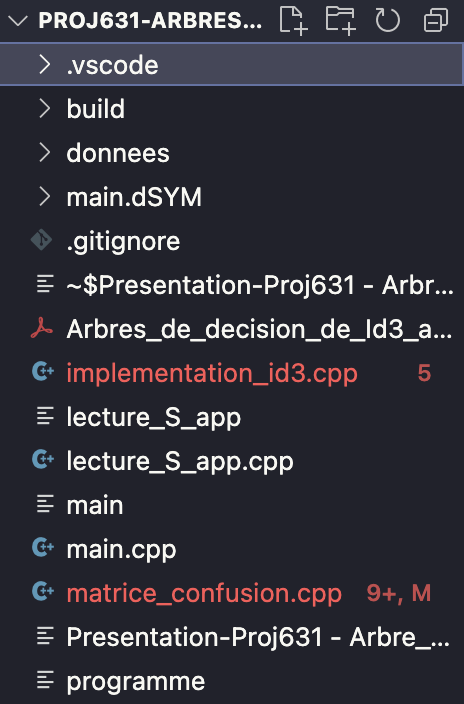 PROJ631-ARBRES...
.vscode
build
donnees
main.dSYM
.gitignore
~$Presentation-Proj631 - Arbr...
Arbres_de_decision_de_Id3_a...
implementation_id3.cpp 5
lecture_S_app
lecture_S_app.cpp
main
main.cpp
matrice_confusion.cpp 9+, M
Presentation-Proj631 - Arbre_...
programme